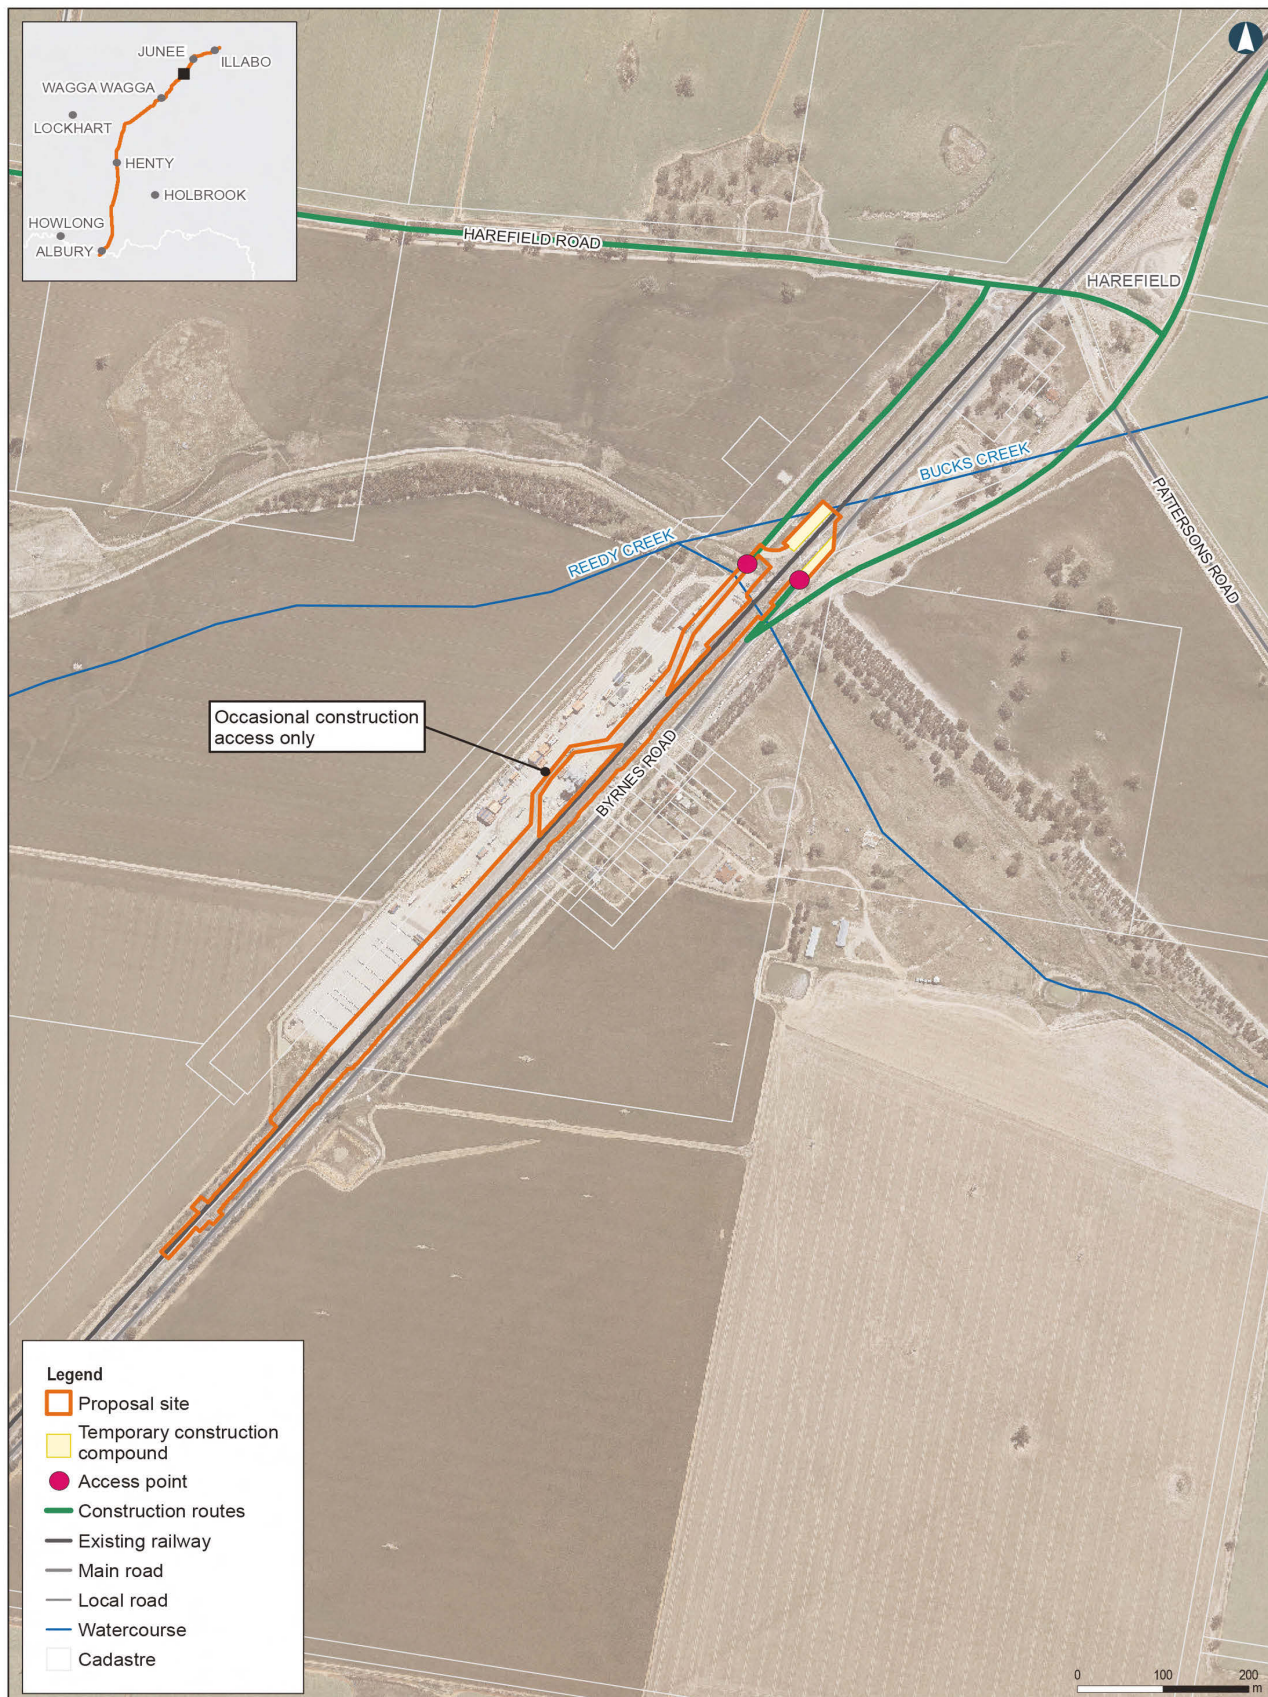 JUNEE
ILLABO
WAGGA WAGGA
LOCKHART
HENTY
HOLBROOK
HOWLONG
ALBURY
HAREFIELD ROAD
HAREFIELD
BUCKS CREEK
PATTERSONS ROAD
REEDY CREEK
Occasional construction
access only
BYRNES ROAD
Legend
Proposal site
Temporary construction
compound
Access point
Construction routes
Existing railway
Main road
Local road
Watercourse
Cadastre
0 100 200
m